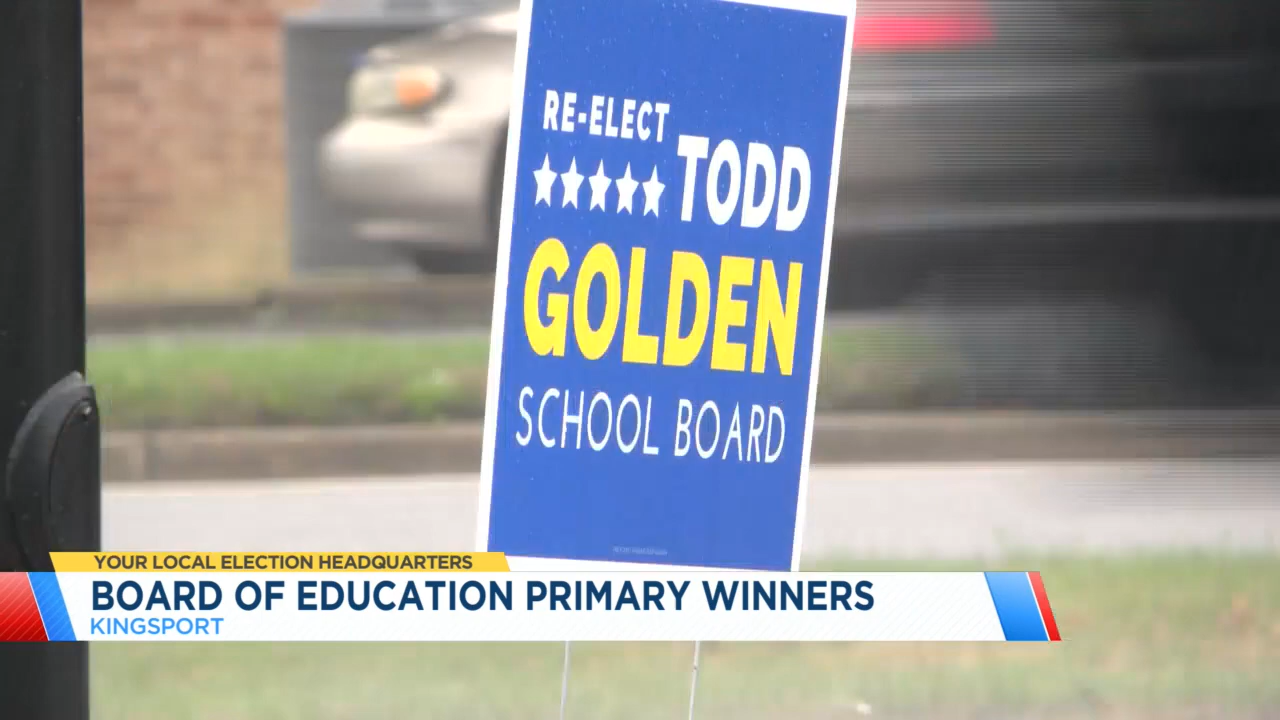 RE-ELECT
TODD
GOLDEN
SCHOOL BOARD
YOUR LOCAL ELECTION HEADQUARTERS
BOARD OF EDUCATION PRIMARY WINNERS
KINGSPORT